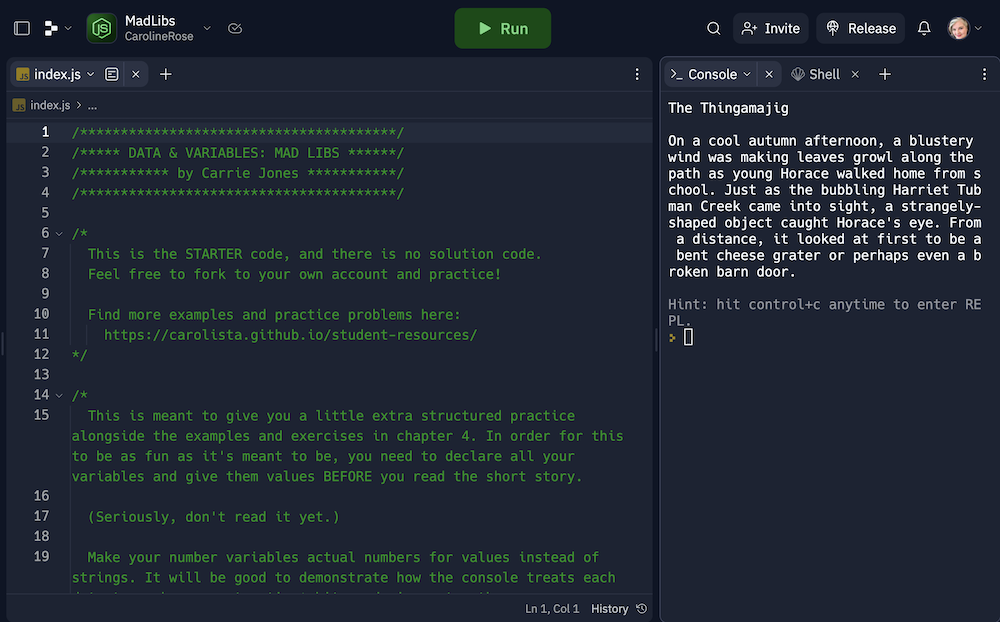 MadLibs
CarolineRose
Run
Invite
Release
JS index.js
JS index.js > ...
1 /***************************************/
2 /***** DATA & VARIABLES: MAD LIBS ******/
3 /*********** by Carrie Jones ***********/
4 /***************************************/
5
6 /*
7 This is the STARTER code, and there is no solution code.
8 Feel free to fork to your own account and practice!
9
10 Find more examples and practice problems here:
11 https://carolista.github.io/student-resources/
12 */
13
14 /*
15 This is meant to give you a little extra structured practice
alongside the examples and exercises in chapter 4. In order for this
to be as fun as it's meant to be, you need to declare all your
variables and give them values BEFORE you read the short story.
16
17 (Seriously, don't read it yet.)
18
19 Make your number variables actual numbers for values instead of
strings. It will be good to demonstrate how the console treats each
Ln 1, Col 1 History
Console
Shell
The Thingamajig
On a cool autumn afternoon, a blustery
wind was making leaves growl along the
path as young Horace walked home from s
chool. Just as the bubbling Harriet Tub
man Creek came into sight, a strangely-
shaped object caught Horace's eye. From
a distance, it looked at first to be a
bent cheese grater or perhaps even a b
roken barn door.
Hint: hit control+c anytime to enter RE
PL.